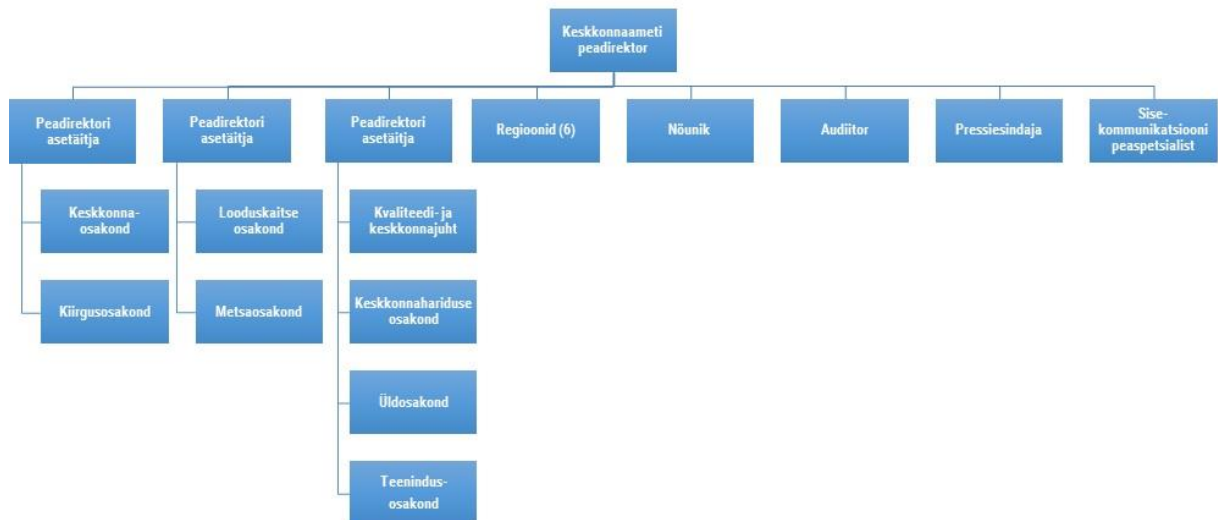 Keskkonnaameti
peadirektor
Peadirektori
asetäitja
Peadirektori
asetäitja
Peadirektori
asetäitja
Regioonid (6)
Nõunik
Audiitor
Pressiesindaja
Sise-
kommunikatsiooni
peaspetsialist
Keskkonna-
osakond
Kiirgusosakond
Looduskaitse
osakond
Metsaosakond
Kvaliteedi- ja
keskkonnajuht
Keskkonnahariduse
osakond
Üldosakond
Teenindus-
osakond